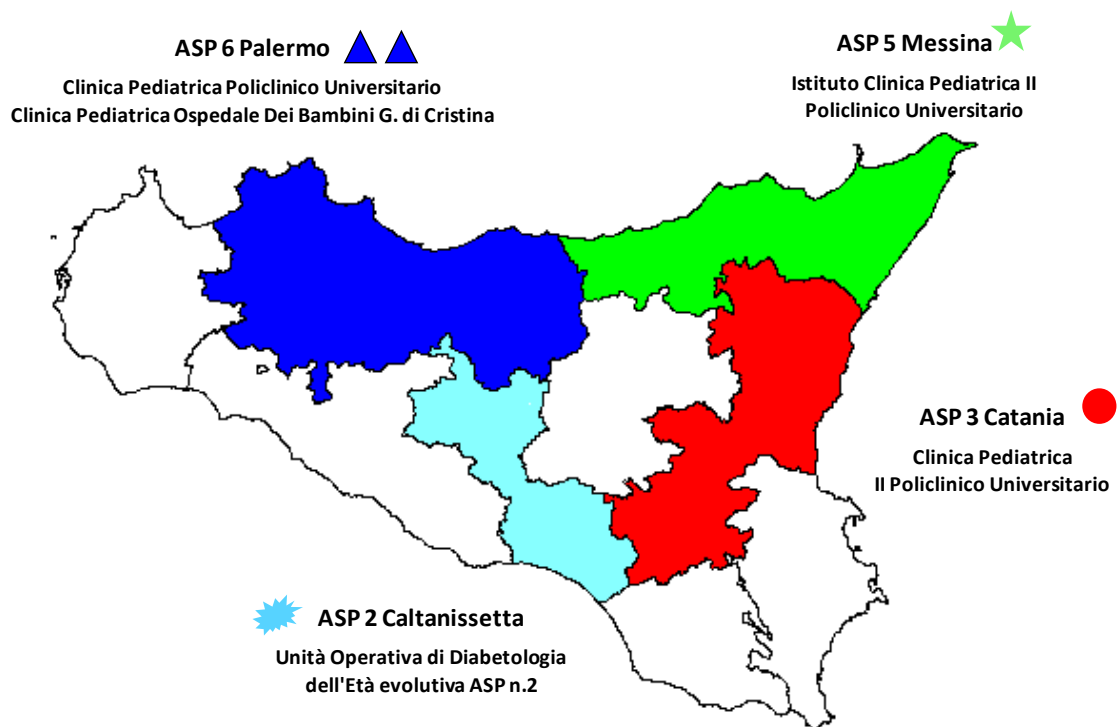 ASP 6 Palermo
Clinica Pediatrica Policlinico Universitario
Clinica Pediatrica Ospedale Dei Bambini G. di Cristina
ASP 5 Messina
Istituto Clinica Pediatrica II
Policlinico Universitario
ASP 3 Catania
Clinica Pediatrica
II Policlinico Universitario
ASP 2 Caltanissetta
Unità Operativa di Diabetologia
dell'Età evolutiva ASP n.2